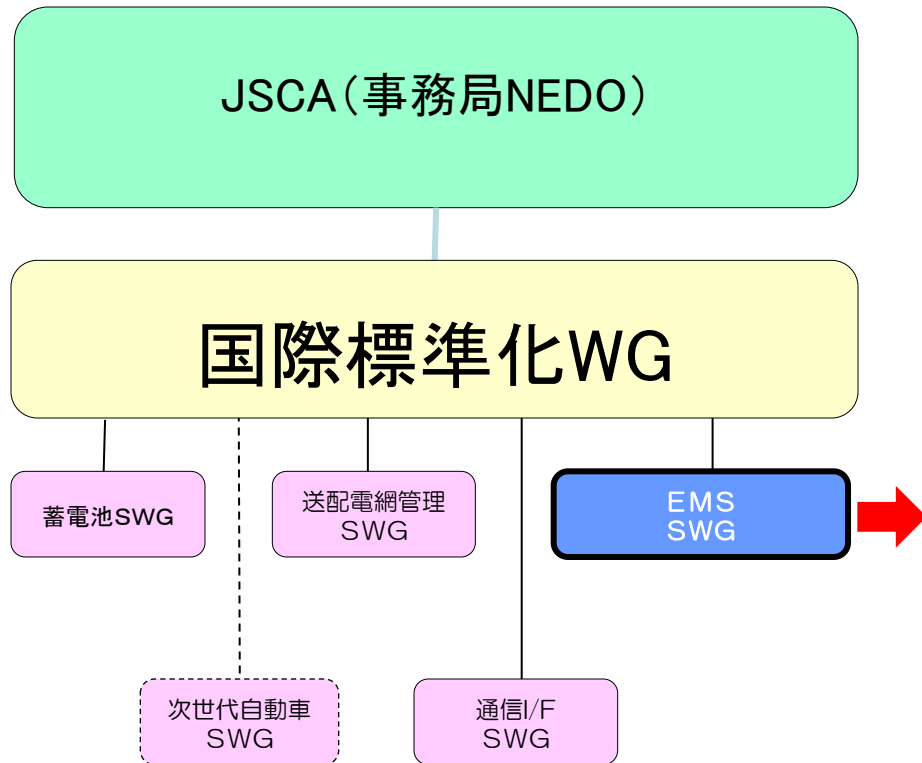 JSCA（事務局NEDO）
国際標準化WG
蓄電池SWG
送配電網管理
SWG
EMS
SWG
次世代自動車
SWG
通信I/F
SWG